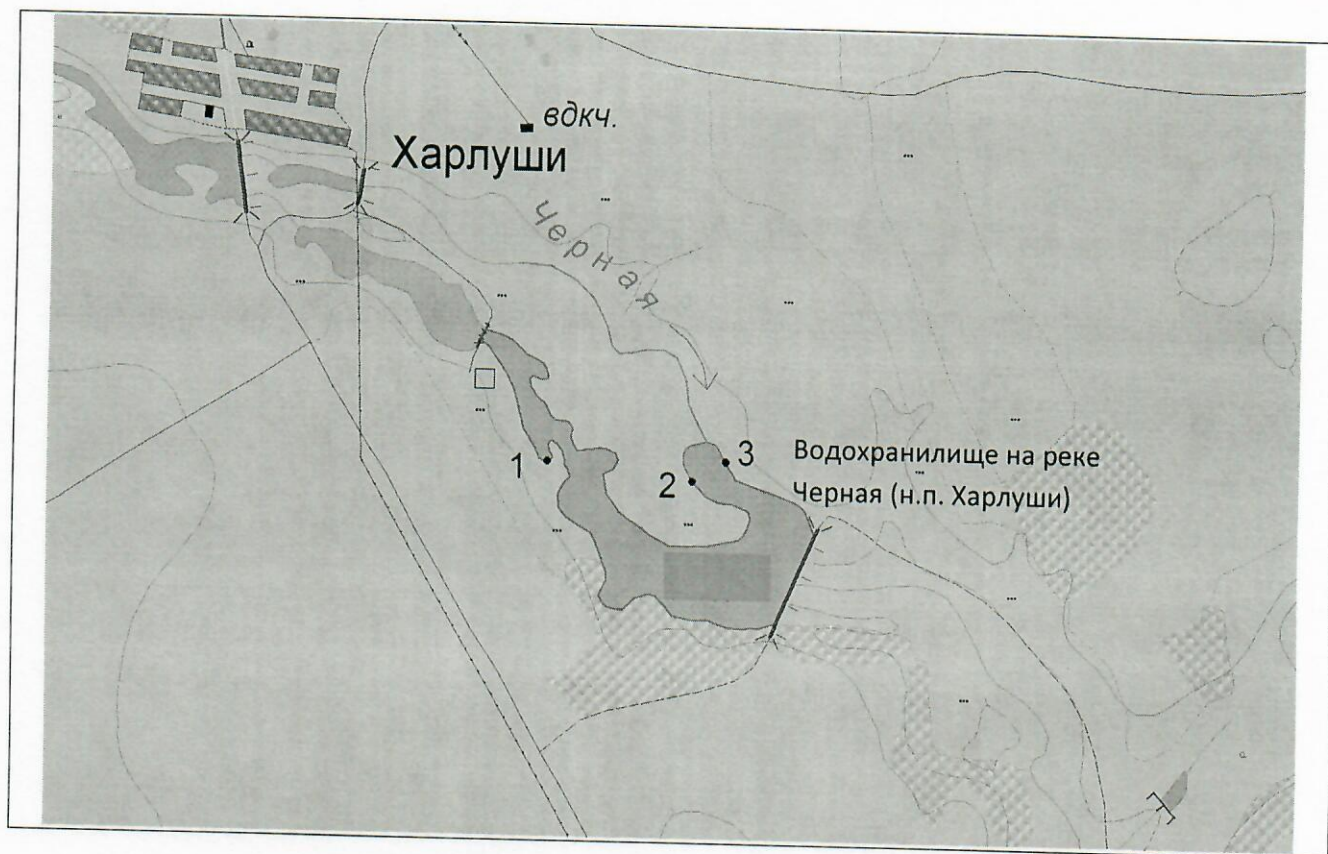 вдкч.
Харлуши
Черная
1
2
3
Водохранилище на реке
Черная (н.п. Харлуши)